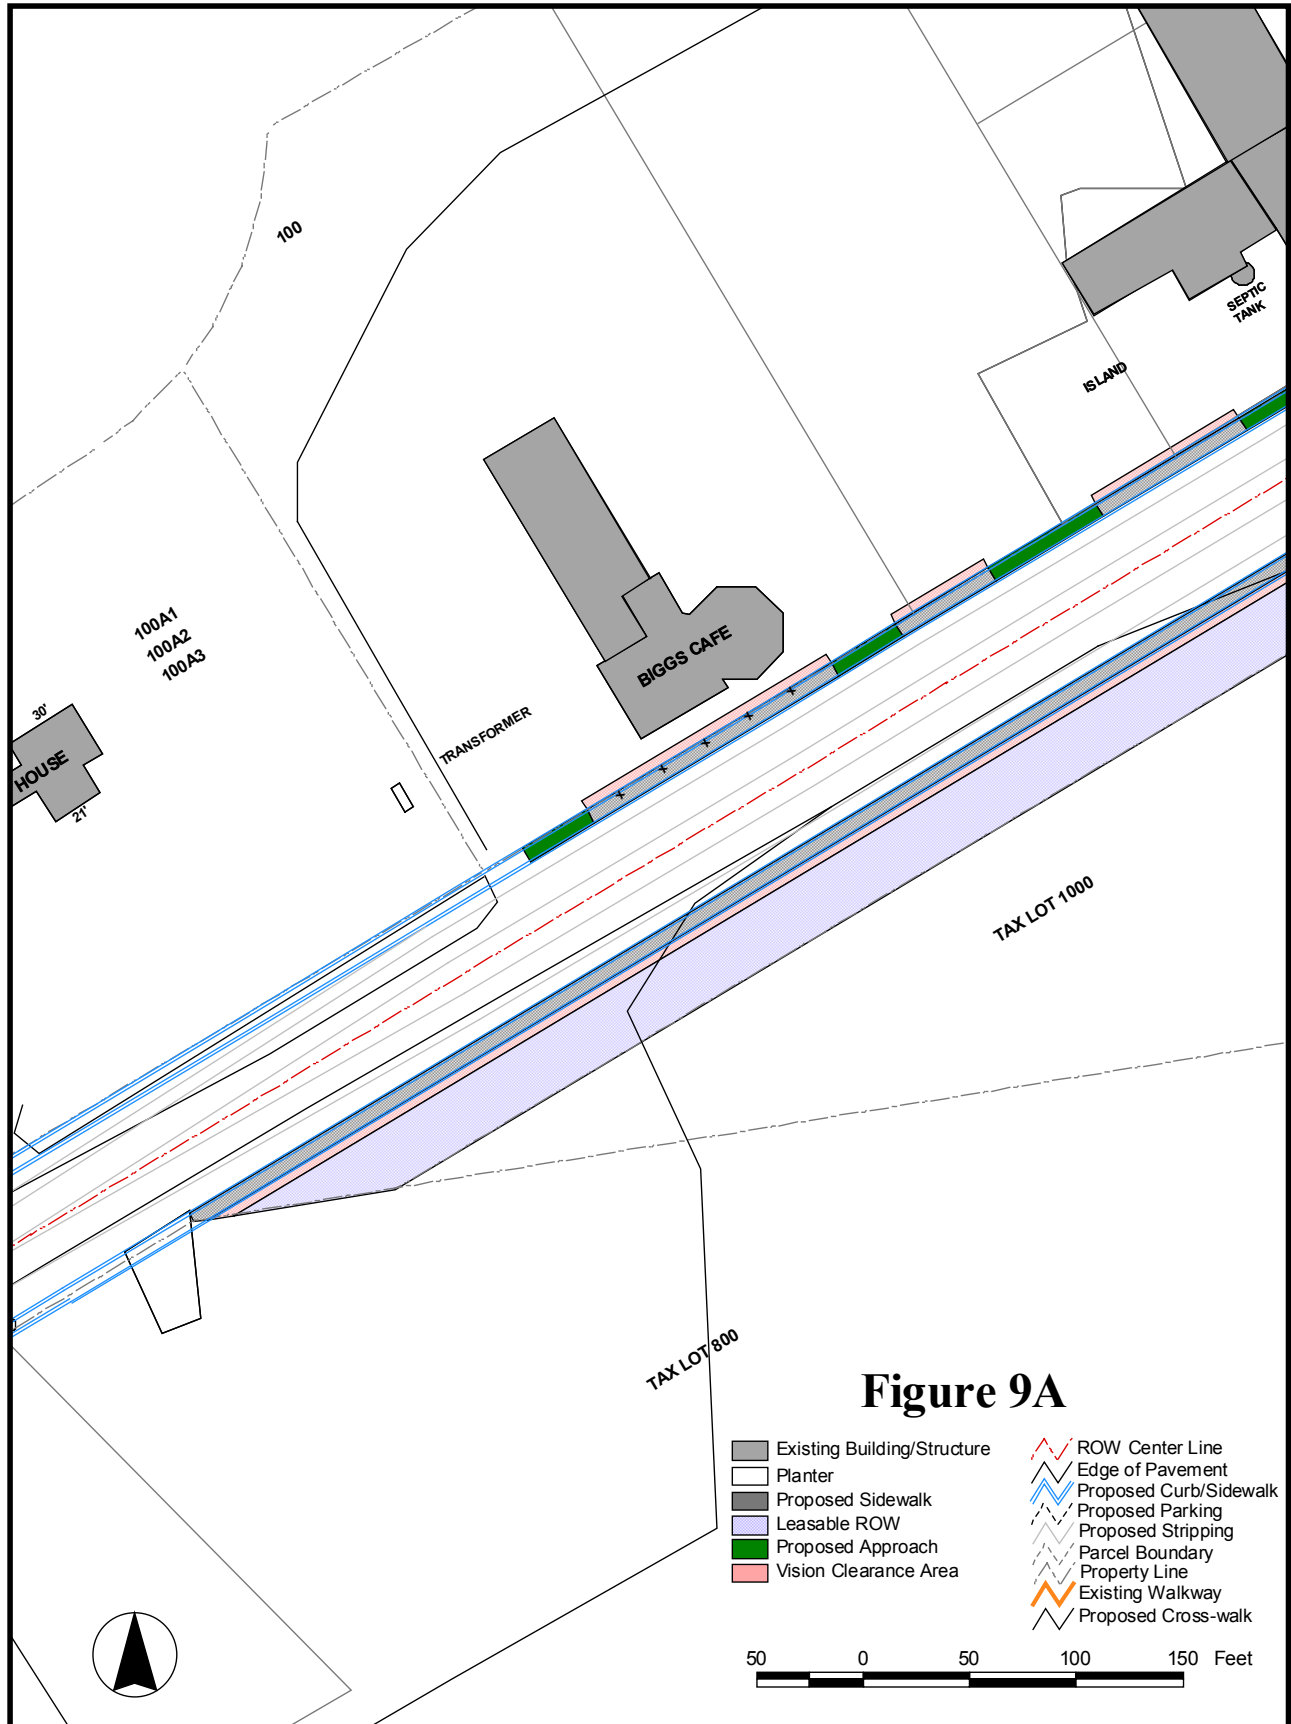 100
SEPTIC
TANK
ISLAND
100A1
100A2
100A3
BIGGS CAFE
TRANSFORMER
30'
HOUSE
21'
TAX LOT 1000
TAX LOT 800
Figure 9A
Existing Building/Structure
Planter
Proposed Sidewalk
Leasable ROW
Proposed Approach
Vision Clearance Area
ROW Center Line
Edge of Pavement
Proposed Curb/Sidewalk
Proposed Parking
Proposed Stripping
Parcel Boundary
Property Line
Existing Walkway
Proposed Cross-walk
50 0 50 100 150 Feet